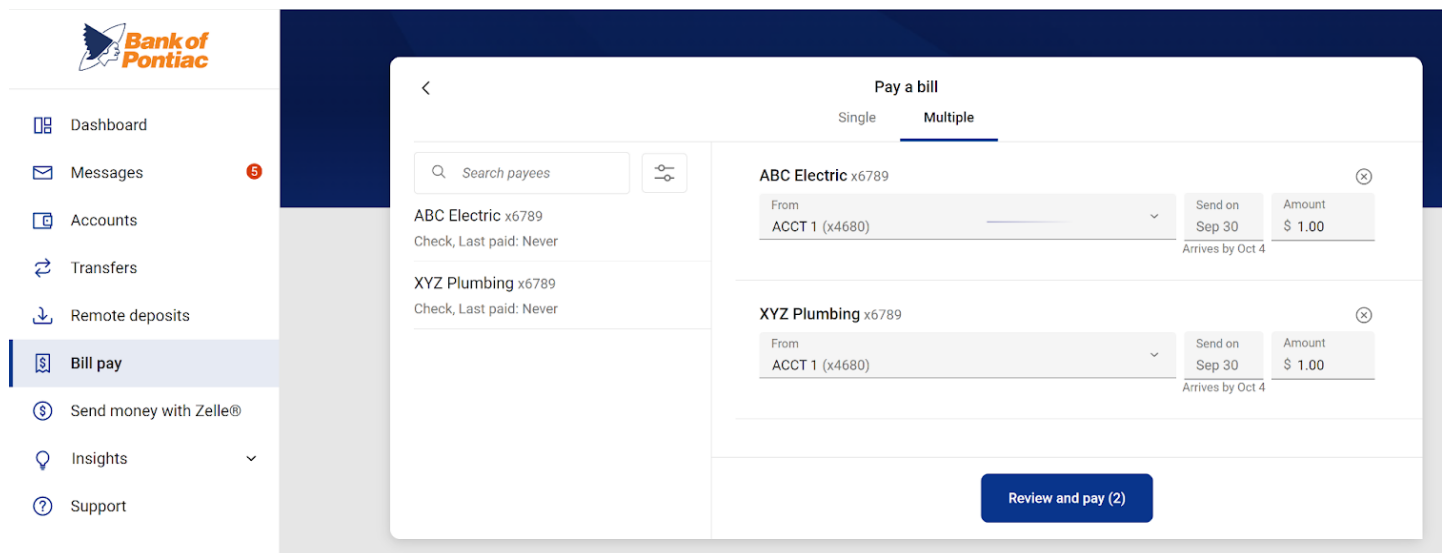 Bank of
Pontiac
Dashboard
Messages 5
Accounts
Transfers
Remote deposits
Bill pay
Send money with Zelle®
Insights
Support
Pay a bill
Single Multiple
Search payees
ABC Electric x6789
Check, Last paid: Never
XYZ Plumbing x6789
Check, Last paid: Never
ABC Electric x6789
From Send on Amount
ACCT 1 (x4680) Sep 30 $ 1.00
Arrives by Oct 4
XYZ Plumbing x6789
From Send on Amount
ACCT 1 (x4680) Sep 30 $ 1.00
Arrives by Oct 4
Review and pay (2)